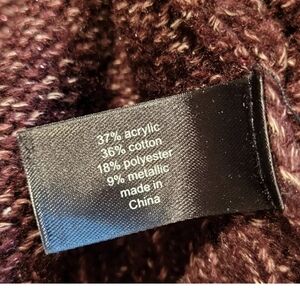 37% acrylic
36% cotton
18% polyester
9% metallic
made in
China